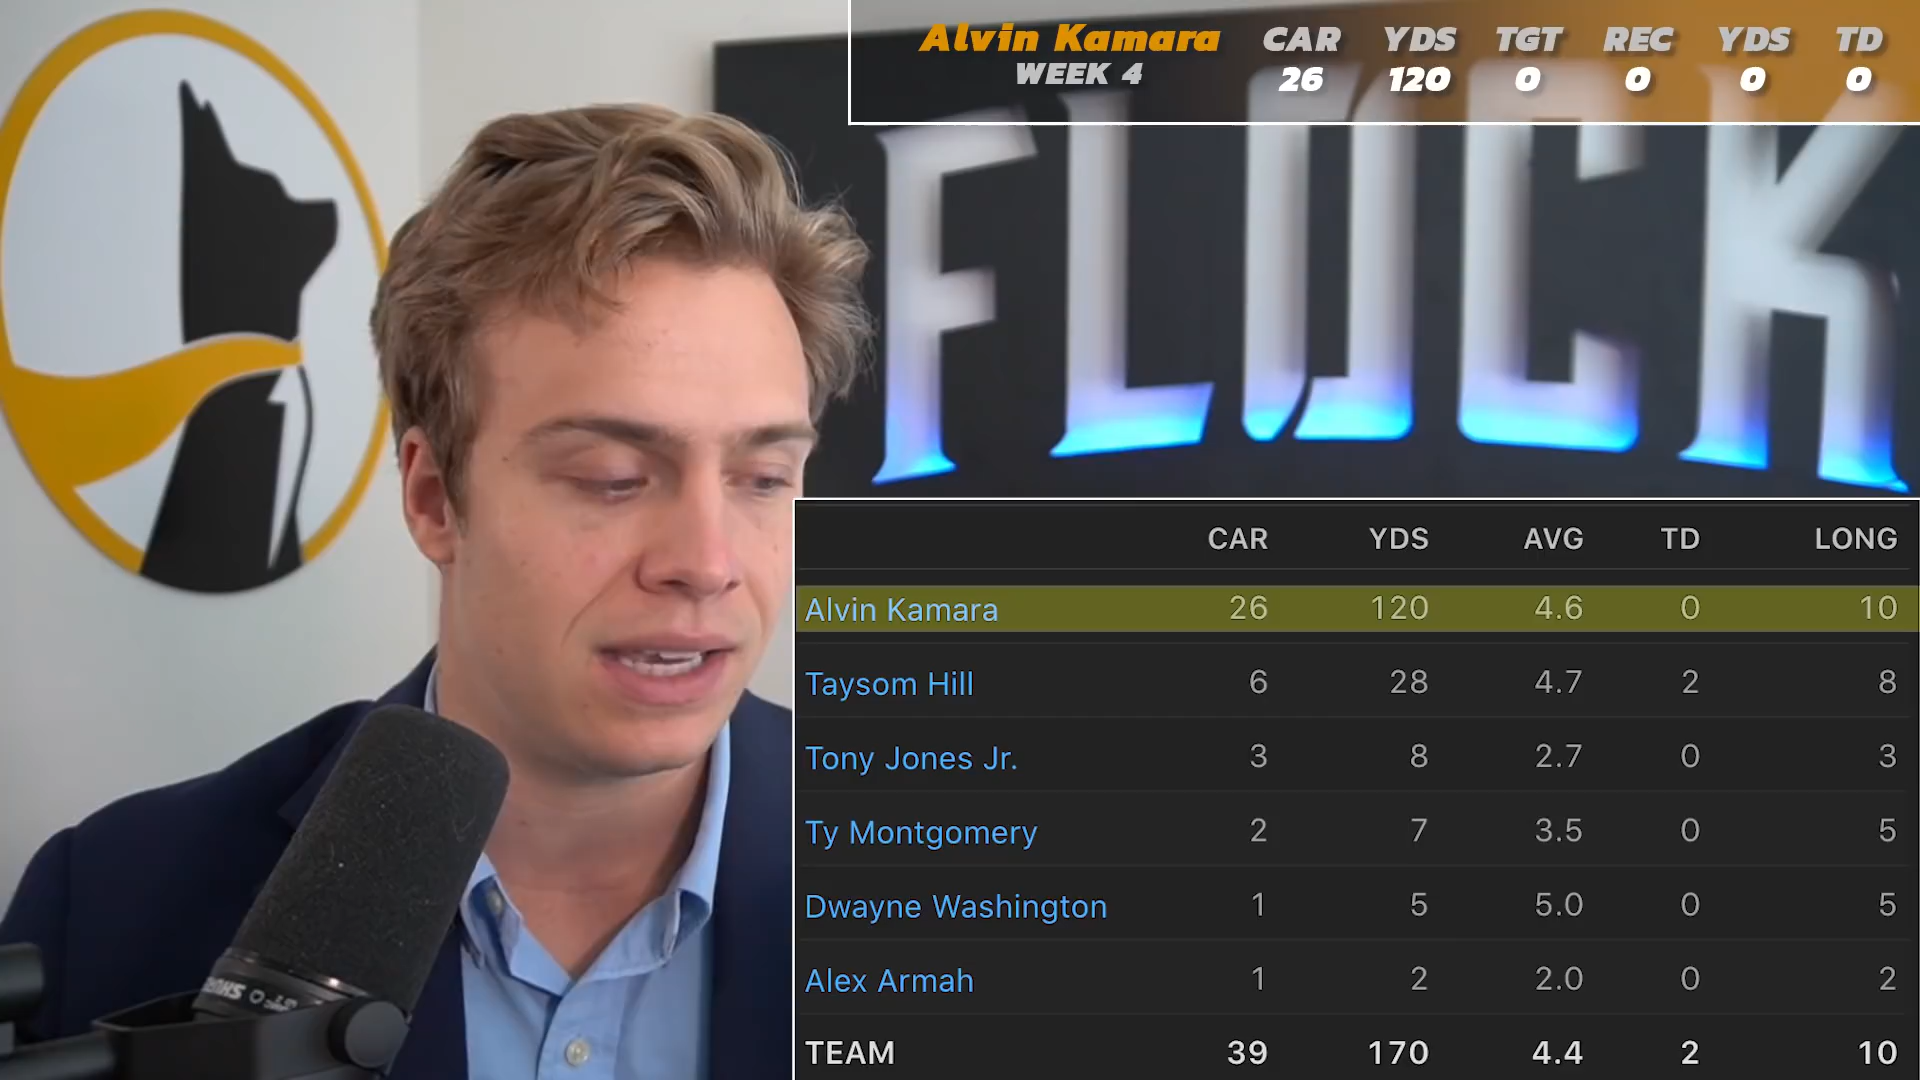 Alvin Kamara CAR YDS TGT REC YDS TD
WEEK 4 26 120 0 0 0 0
FLOCK
CAR YDS AVG TD LONG
Alvin Kamara 26 120 4.6 0 10
Taysom Hill 6 28 4.7 2 8
Tony Jones Jr. 3 8 2.7 0 3
Ty Montgomery 2 7 3.5 0 5
Dwayne Washington 1 5 5.0 0 5
Alex Armah 1 2 2.0 0 2
TEAM 39 170 4.4 2 10